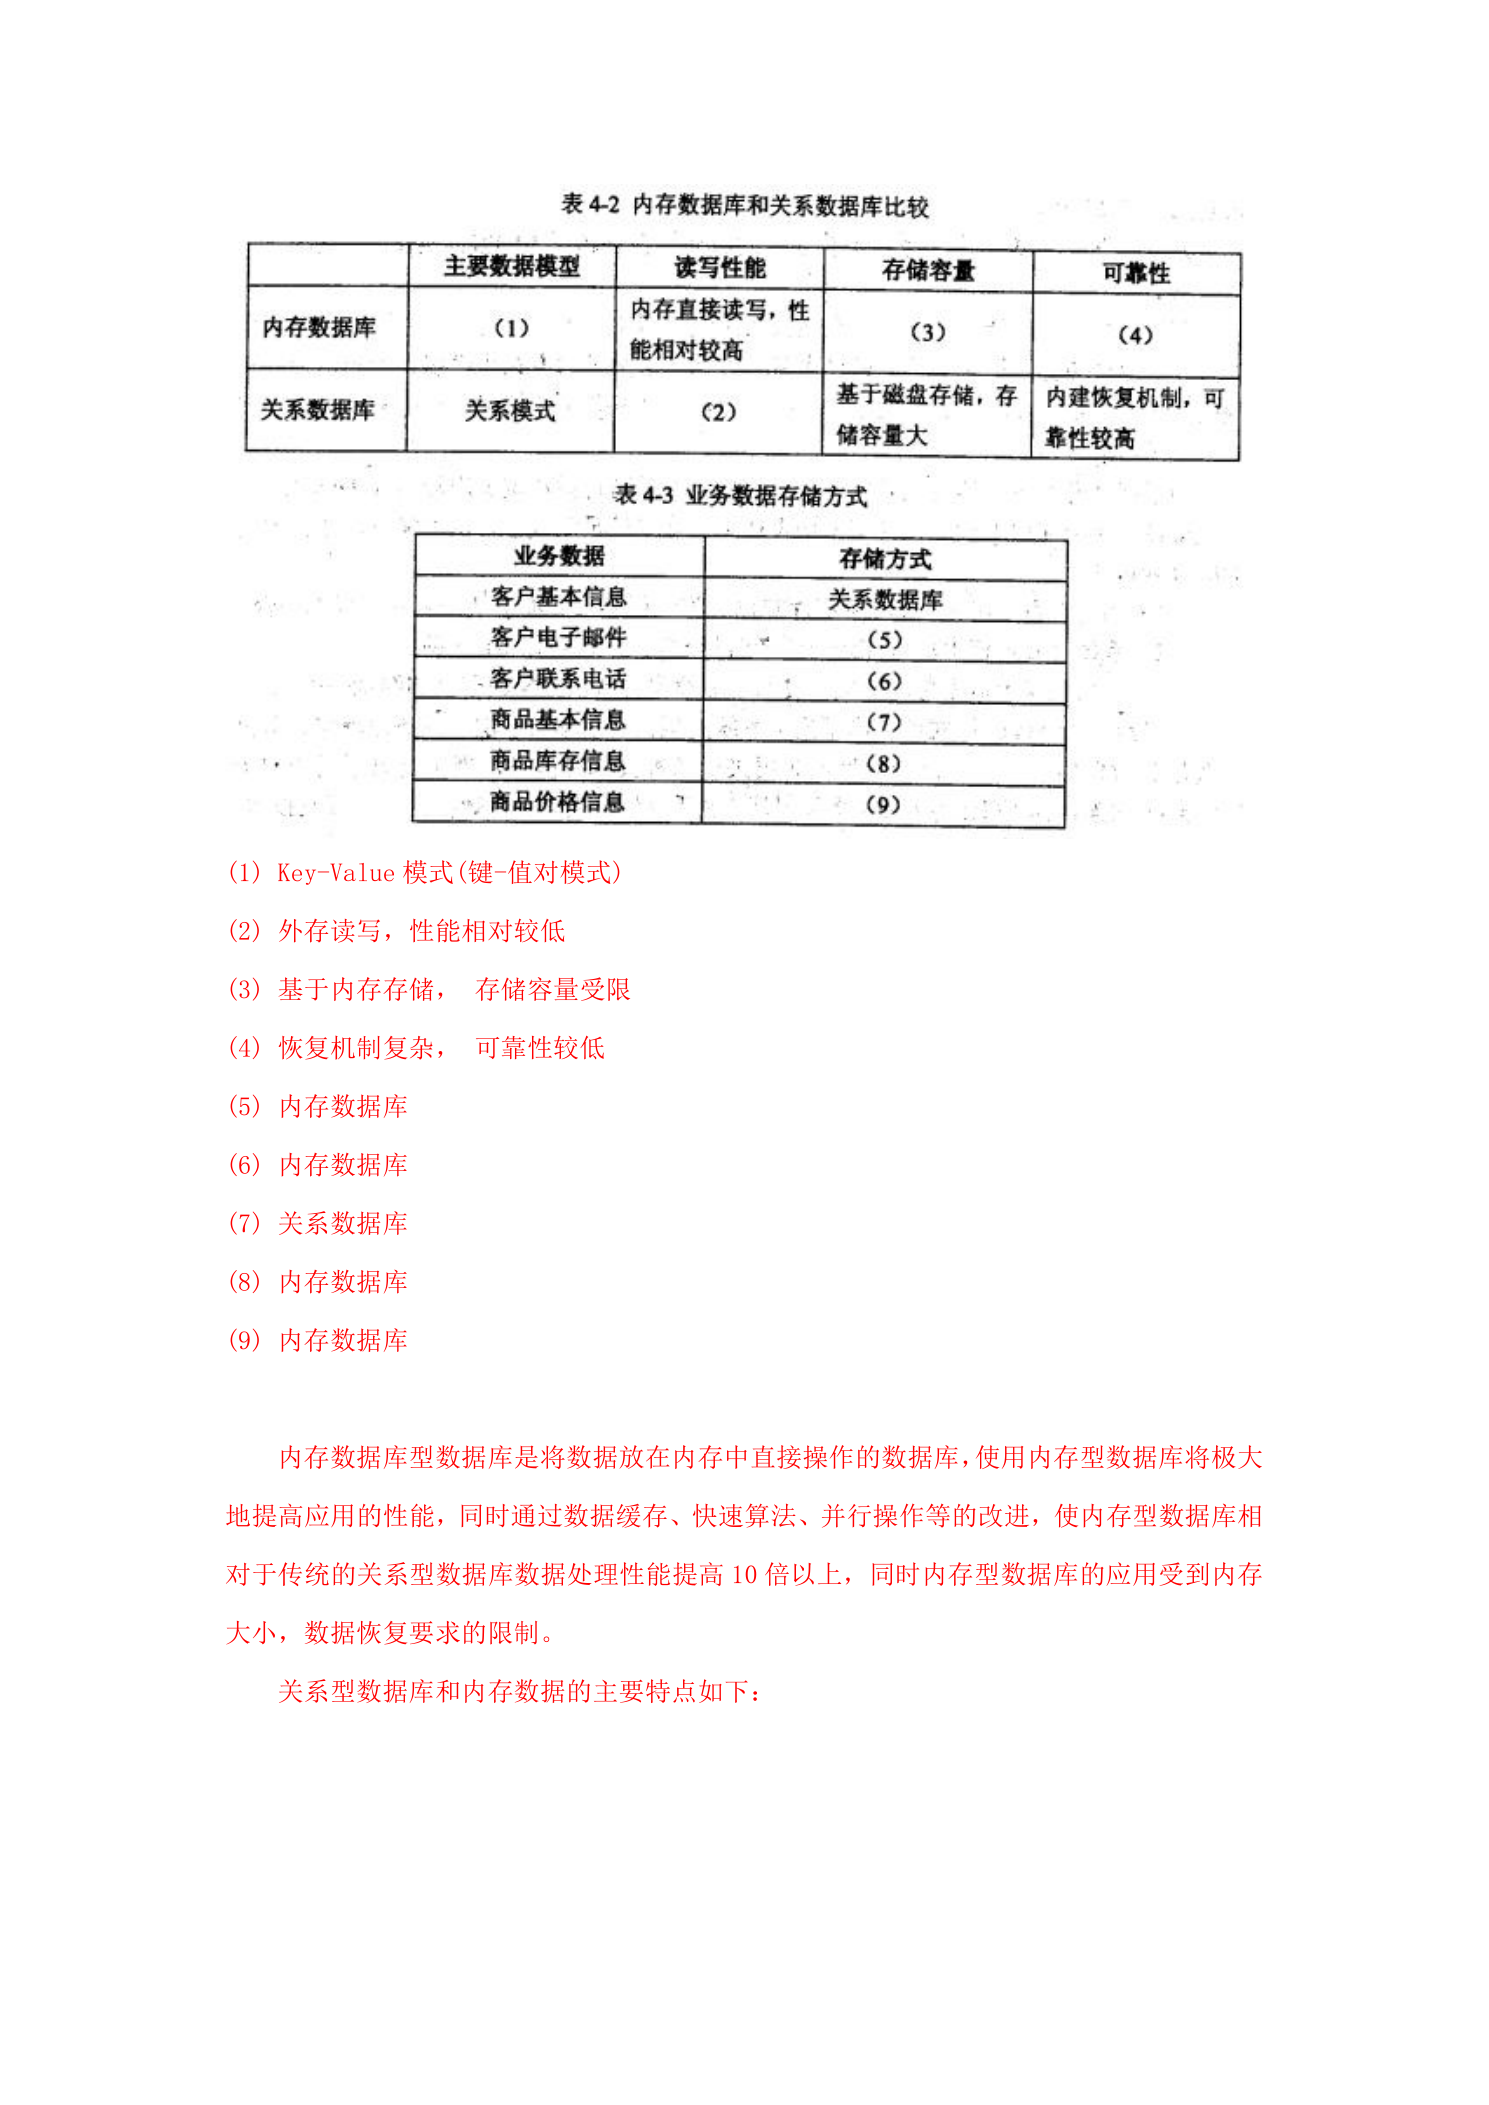 表 4-2 内存数据库和关系数据库比较
主要数据模型 读写性能 存储容量 可靠性
内存数据库 （1） 内存直接读写，性能相对较高 （3） （4）
关系数据库 关系模式 （2） 基于磁盘存储，存储容量大 内建恢复机制，可靠性较高
表 4-3 业务数据存储方式
业务数据 存储方式
客户基本信息 关系数据库
客户电子邮件 （5）
客户联系电话 （6）
商品基本信息 （7）
商品库存信息 （8）
商品价格信息 （9）
(1) Key-Value 模式(键-值对模式)
(2) 外存读写，性能相对较低
(3) 基于内存存储， 存储容量受限
(4) 恢复机制复杂， 可靠性较低
(5) 内存数据库
(6) 内存数据库
(7) 关系数据库
(8) 内存数据库
(9) 内存数据库
内存数据库型数据库是将数据放在内存中直接操作的数据库，使用内存型数据库将极大
地提高应用的性能，同时通过数据缓存、快速算法、并行操作等的改进，使内存型数据库相
对于传统的关系型数据库数据处理性能提高 10 倍以上，同时内存型数据库的应用受到内存
大小，数据恢复要求的限制。
关系型数据库和内存数据的主要特点如下：